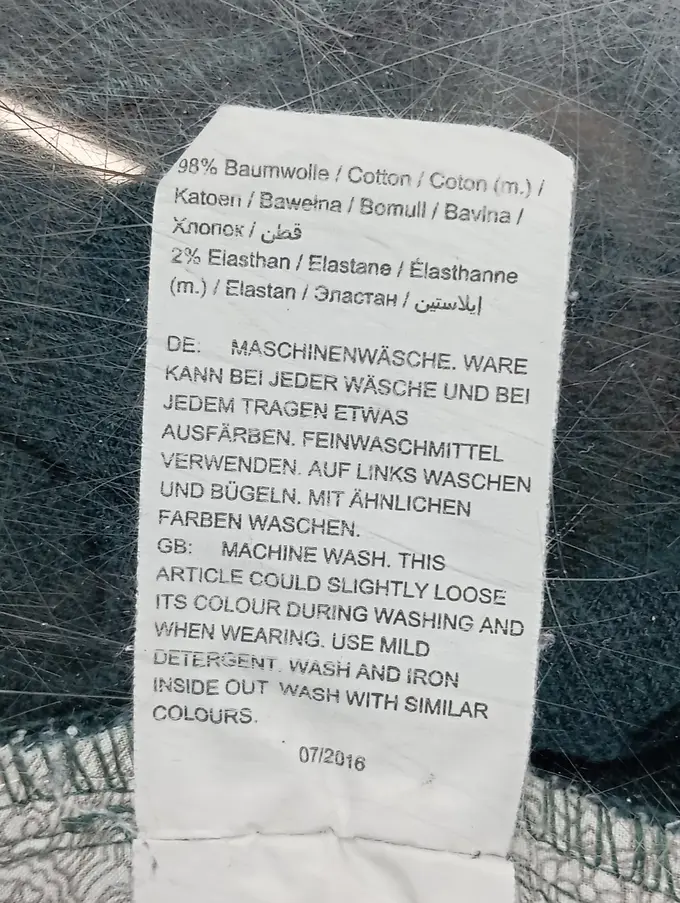 98% Baumwolle / Cotton / Coton (m.) /
Katoen / Bawełna / Bomull / Bavlna /
Хлопок / قطن
2% Elasthan / Elastane / Élasthanne
(m.) / Elastan / Эластан / إيلاستين
DE: MASCHINENWÄSCHE. WARE
KANN BEI JEDER WÄSCHE UND BEI
JEDEM TRAGEN ETWAS
AUSFÄRBEN. FEINWASCHMITTEL
VERWENDEN. AUF LINKS WASCHEN
UND BÜGELN. MIT ÄHNLICHEN
FARBEN WASCHEN.
GB: MACHINE WASH. THIS
ARTICLE COULD SLIGHTLY LOOSE
ITS COLOUR DURING WASHING AND
WHEN WEARING. USE MILD
DETERGENT. WASH AND IRON
INSIDE OUT WASH WITH SIMILAR
COLOURS.
07/2016